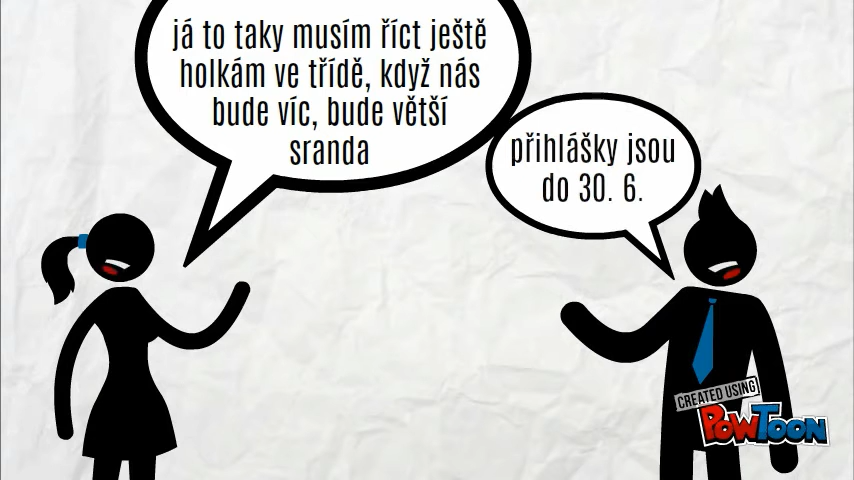 já to taky musím říct ještě
holkám ve třídě, když nás
bude víc, bude větší
sranda
přihlášky jsou
do 30. 6.
CREATED USING
POWTOON